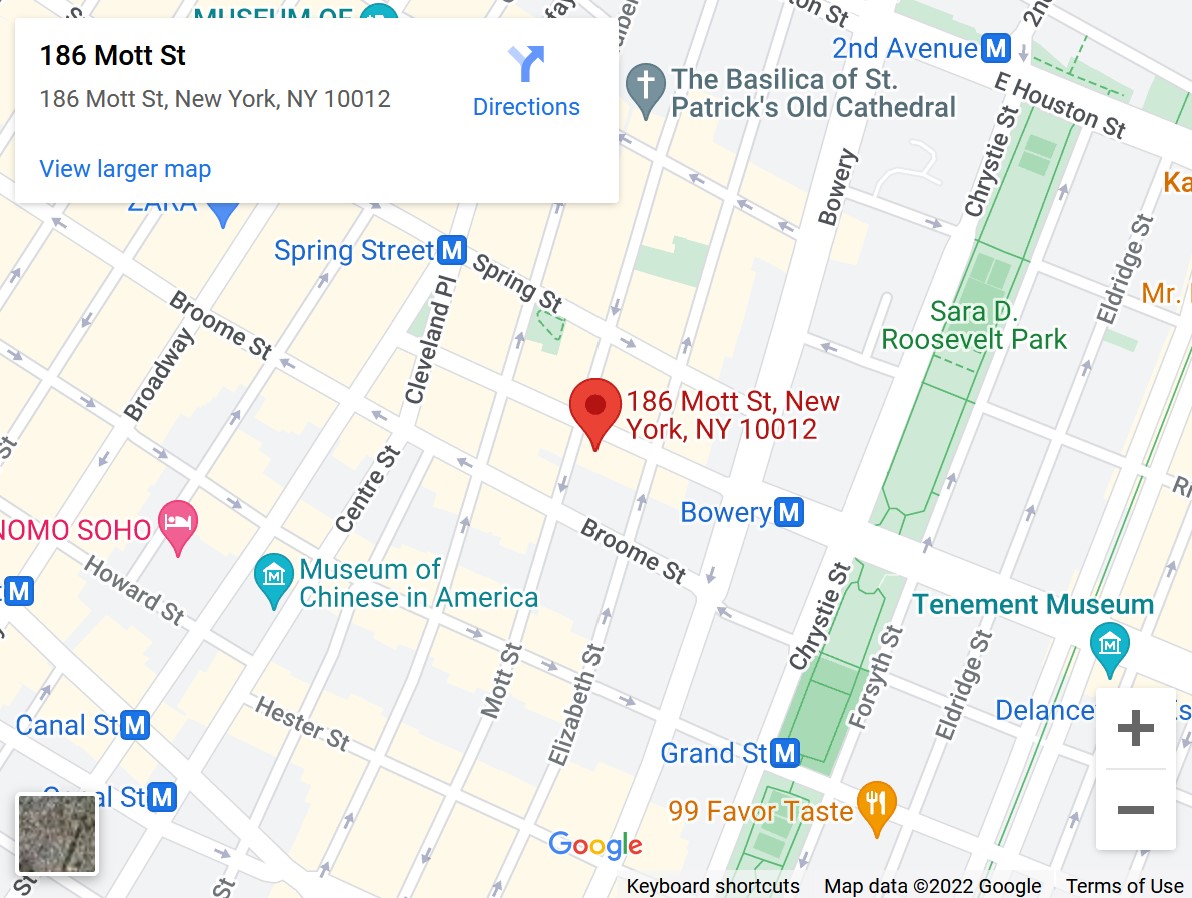 MUSEUM OF
186 Mott St
186 Mott St, New York, NY 10012
Directions
View larger map
ZARA
2nd Avenue M
The Basilica of St.
Patrick's Old Cathedral
E Houston St
Chrystie St
Bowery
Spring Street M
Spring St
Cleveland Pl
Broome St
Broadway
Eldridge St
Mr.
Sara D.
Roosevelt Park
186 Mott St, New
York, NY 10012
Centre St
NOMO SOHO
Bowery M
Broome St
Howard St
M
Museum of
Chinese in America
Chrystie St
Tenement Museum
M
Forsyth St
Eldridge St
Mott St
Elizabeth St
Hester St
Canal St M
Grand St M
Canal St M
99 Favor Taste
Google
Keyboard shortcuts
Map data ©2022 Google
Terms of Use